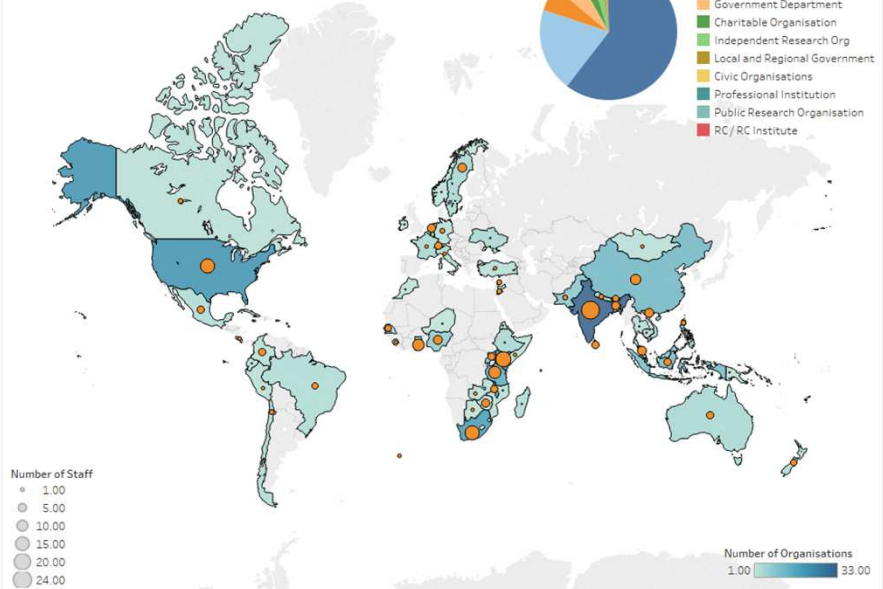 Government Department
Charitable Organisation
Independent Research Org
Local and Regional Government
Civic Organisations
Professional Institution
Public Research Organisation
RC/ RC Institute
Number of Staff
1.00
5.00
10.00
15.00
20.00
24.00
Number of Organisations
1.00 33.00